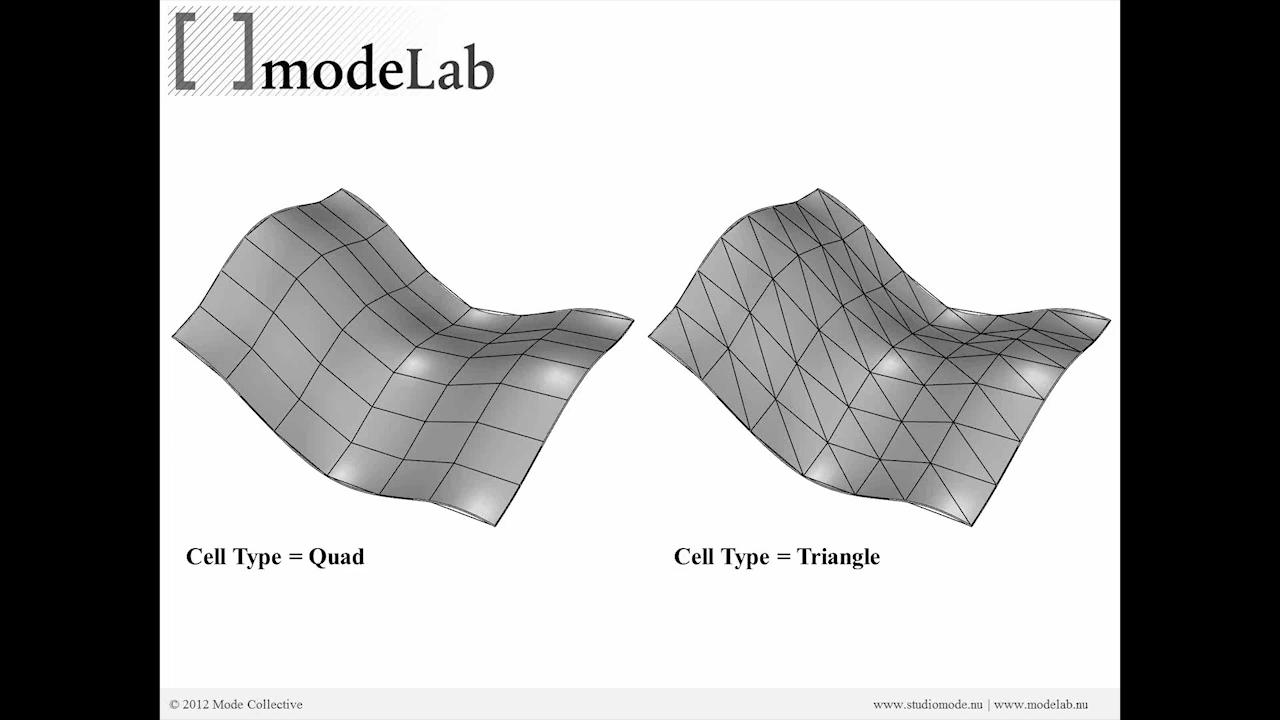 [ ] modeLab
Cell Type = Quad
Cell Type = Triangle
© 2012 Mode Collective
www.studiomode.nu | www.modelab.nu